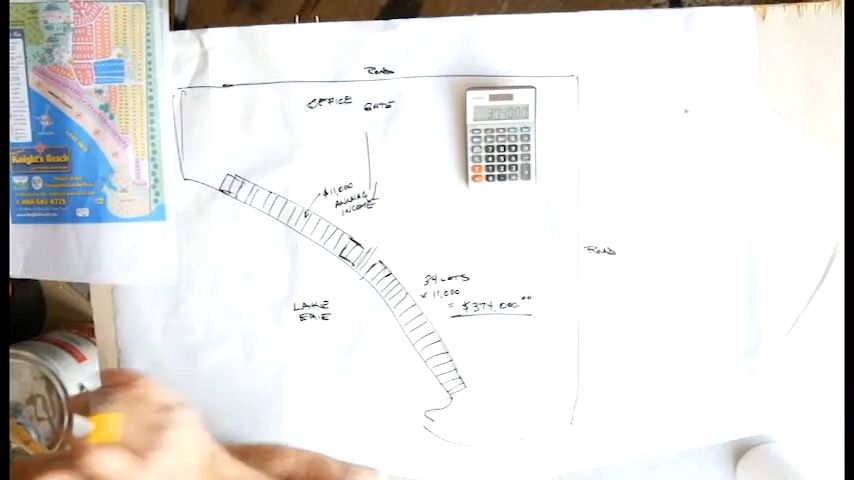 Road
OFFICE
GATE
$11,000
ANNUAL
INCOME
Road
34 LOTS
x 11,000
= $374,000.00
LAKE
ERIE
374000
Knight's Beach